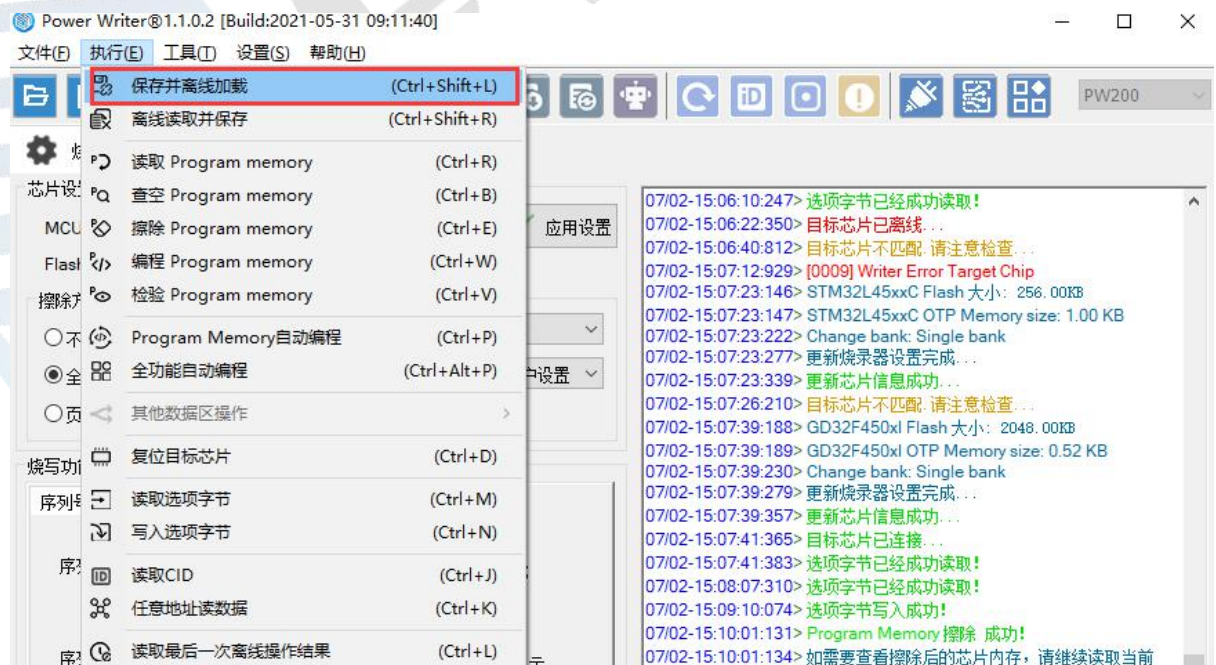 Power Writer®1.1.0.2 [Build:2021-05-31 09:11:40]
文件(F) 执行(E) 工具(T) 设置(S) 帮助(H)
保存并离线加载 (Ctrl+Shift+L)
离线读取并保存 (Ctrl+Shift+R)
读取 Program memory (Ctrl+R)
查空 Program memory (Ctrl+B)
擦除 Program memory (Ctrl+E)
编程 Program memory (Ctrl+W)
检验 Program memory (Ctrl+V)
Program Memory自动编程 (Ctrl+P)
全功能自动编程 (Ctrl+Alt+P)
其他数据区操作
复位目标芯片 (Ctrl+D)
读取选项字节 (Ctrl+M)
写入选项字节 (Ctrl+N)
读取CID (Ctrl+J)
任意地址读数据 (Ctrl+K)
读取最后一次离线操作结果 (Ctrl+L)
PW200
芯片设
MCU
应用设置
Flash
擦除方
不
全
户设置
页
烧写功能
序列号
07/02-15:06:10:247> 选项字节已经成功读取!
07/02-15:06:22:350> 目标芯片已离线...
07/02-15:06:40:812> 目标芯片不匹配.请注意检查...
07/02-15:07:12:929> [0009] Writer Error Target Chip
07/02-15:07:23:146> STM32L45xxC Flash 大小: 256.00KB
07/02-15:07:23:147> STM32L45xxC OTP Memory size: 1.00 KB
07/02-15:07:23:222> Change bank: Single bank
07/02-15:07:23:277> 更新烧录器设置完成...
07/02-15:07:23:339> 更新芯片信息成功...
07/02-15:07:26:210> 目标芯片不匹配.请注意检查...
07/02-15:07:39:188> GD32F450xI Flash 大小: 2048.00KB
07/02-15:07:39:189> GD32F450xI OTP Memory size: 0.52 KB
07/02-15:07:39:230> Change bank: Single bank
07/02-15:07:39:279> 更新烧录器设置完成...
07/02-15:07:39:357> 更新芯片信息成功...
07/02-15:07:41:365> 目标芯片已连接...
07/02-15:07:41:383> 选项字节已经成功读取!
07/02-15:08:07:310> 选项字节已经成功读取!
07/02-15:09:10:074> 选项字节写入成功!
07/02-15:10:01:131> Program Memory 擦除 成功!
07/02-15:10:01:134> 如需要查看擦除后的芯片内存，请继续读取当前